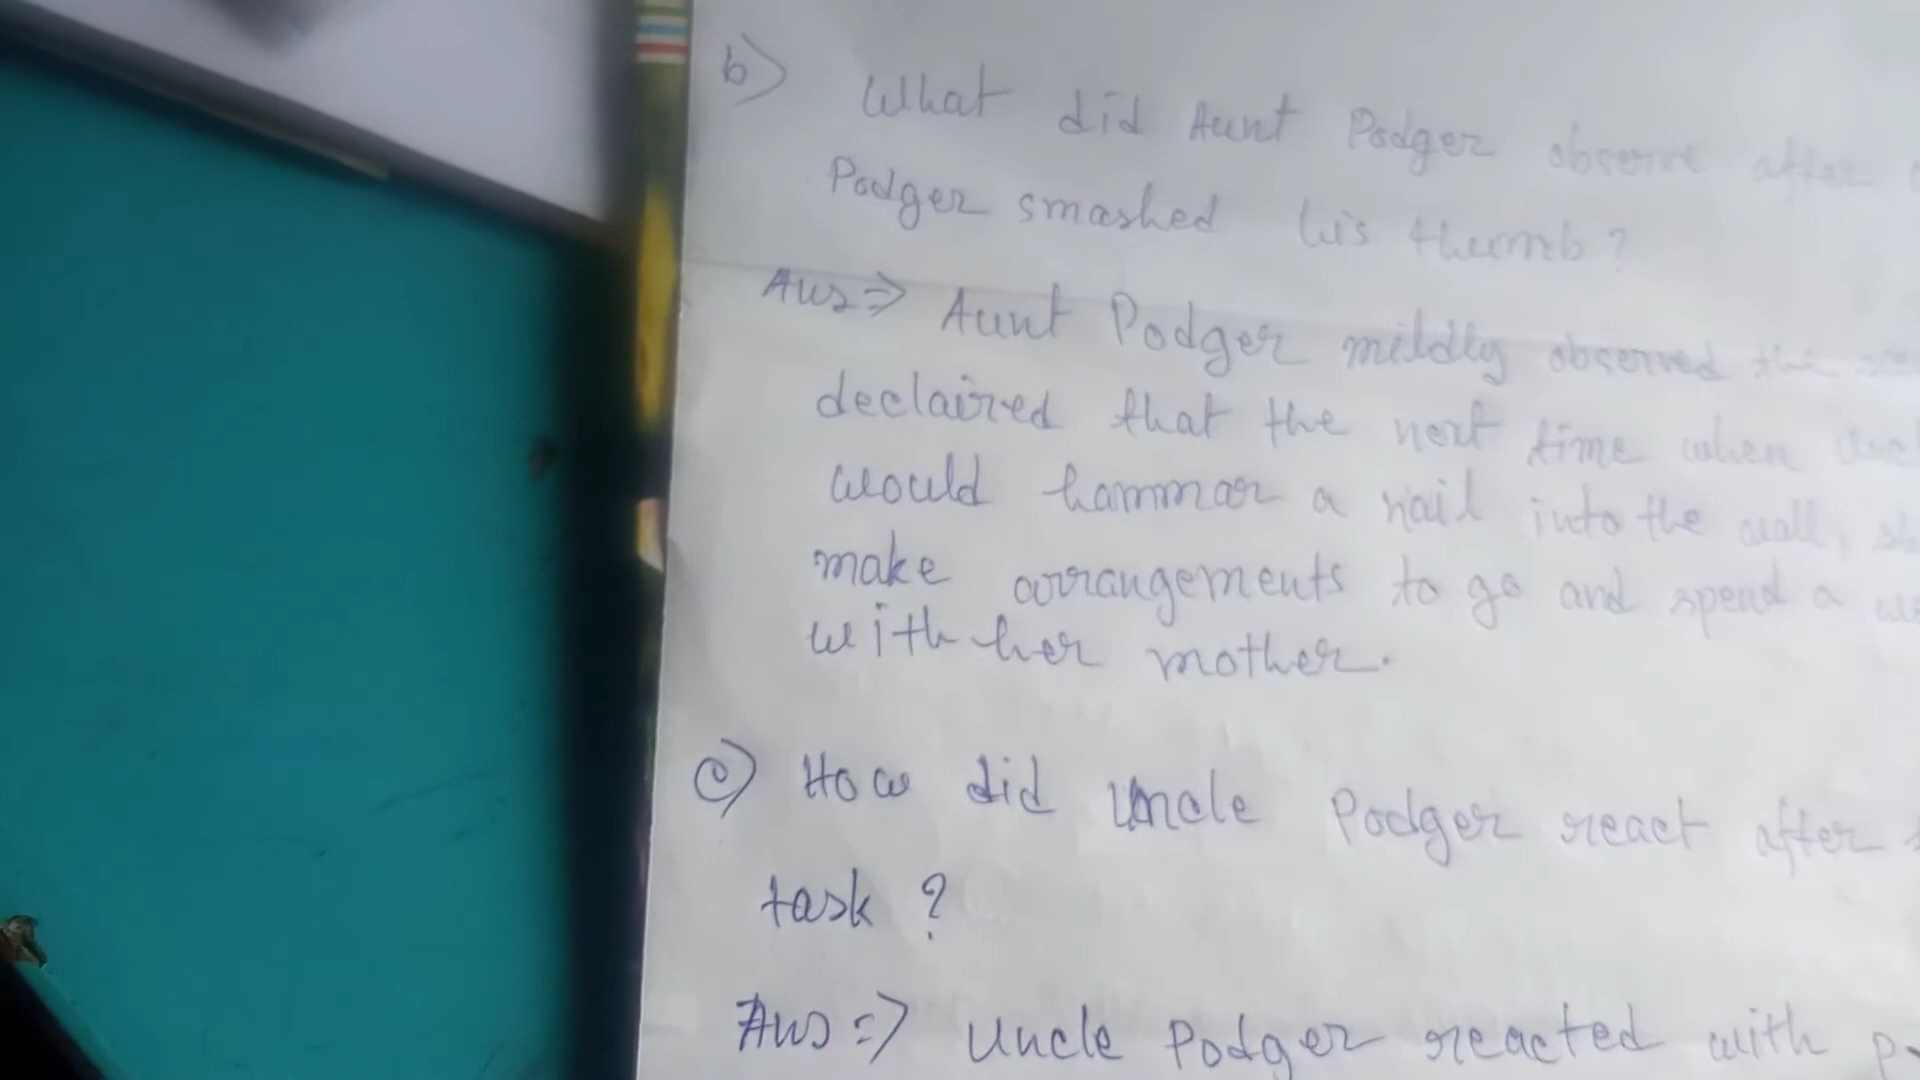 b) What did Aunt Podger observe after
Podger smashed his thumb?
Aus⇒ Aunt Podger mildly observed the
declaired that the next time when
would hammar a nail into the wall,
make arrangements to go and spend a
with her mother.
c) How did Uncle Podger react after
task ?
Aus => Uncle Podger reacted with